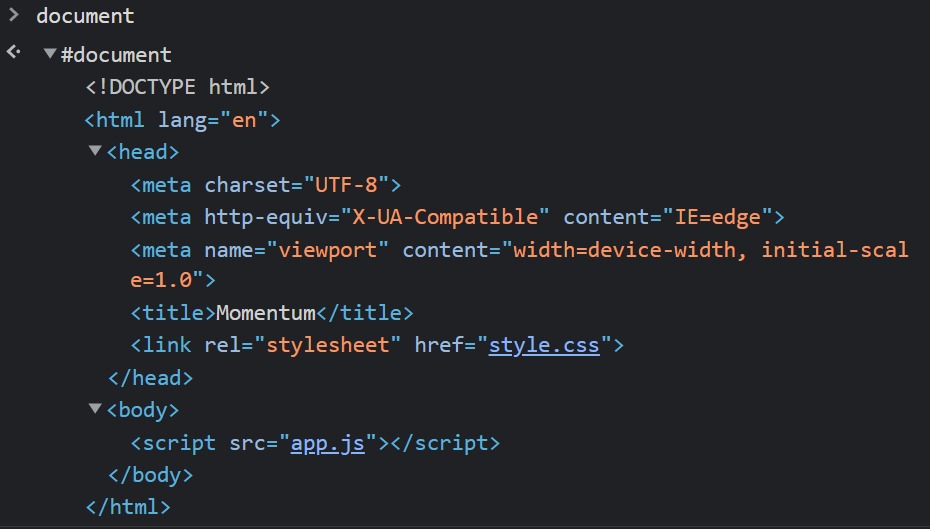 document
#document
<!DOCTYPE html>
<html lang="en">
<head>
<meta charset="UTF-8">
<meta http-equiv="X-UA-Compatible" content="IE=edge">
<meta name="viewport" content="width=device-width, initial-scal
e=1.0">
<title>Momentum</title>
<link rel="stylesheet" href="style.css">
</head>
<body>
<script src="app.js"></script>
</body>
</html>